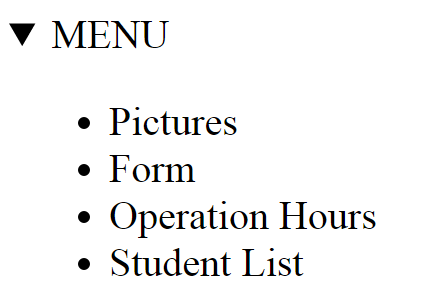 MENU
Pictures
Form
Operation Hours
Student List